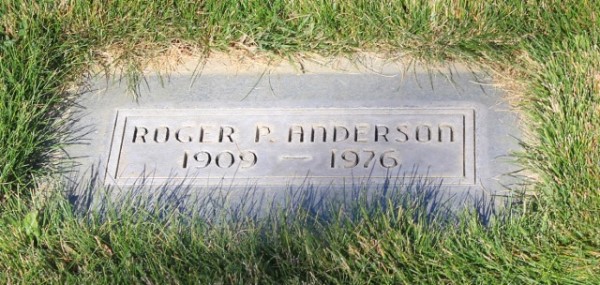 ROGER P. ANDERSON
1909 — 1976